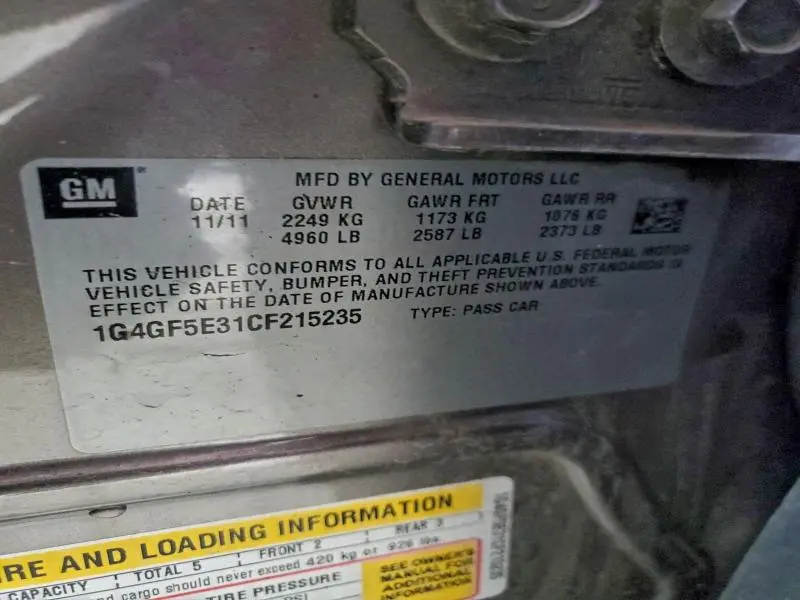 GM
MFD BY GENERAL MOTORS LLC
DATE GVWR GAWR FRT GAWR RR
11/11 2249 KG 1173 KG 1076 KG
4960 LB 2587 LB 2373 LB
THIS VEHICLE CONFORMS TO ALL APPLICABLE U.S. FEDERAL MOTOR
VEHICLE SAFETY, BUMPER, AND THEFT PREVENTION STANDARDS IN
EFFECT ON THE DATE OF MANUFACTURE SHOWN ABOVE.
1G4GF5E31CF215235 TYPE: PASS CAR
IRE AND LOADING INFORMATION
CAPACITY TOTAL 5 FRONT 2 REAR 3
and cargo should never exceed 420 kg or 926 lbs.
TIRE PRESSURE
SEE OWNER'S
MANUAL FOR
ADDITIONAL
INFORMATION